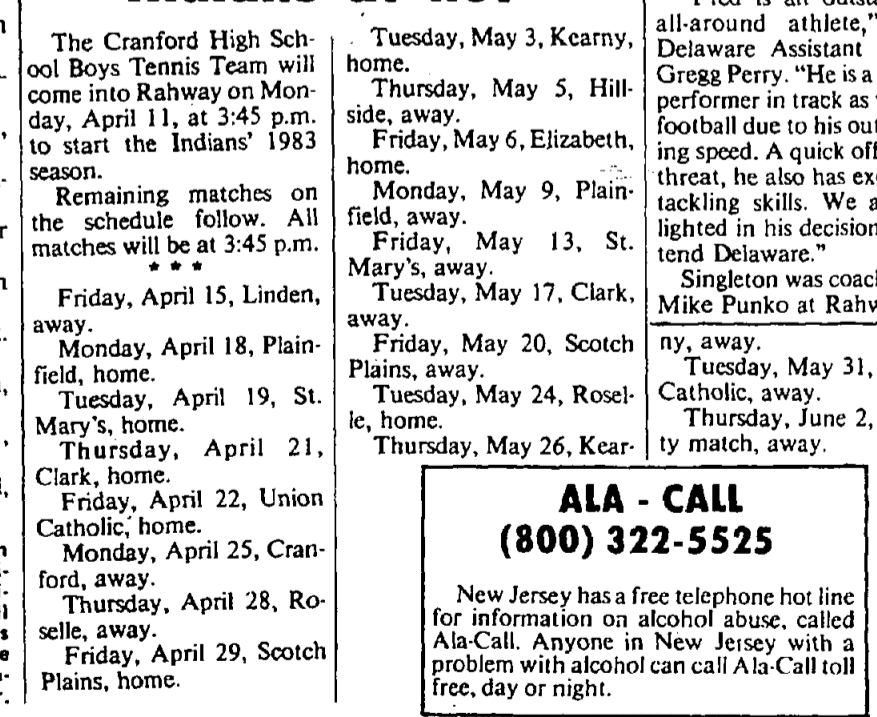 The Cranford High Sch-
ool Boys Tennis Team will
come into Rahway on Mon-
day, April 11, at 3:45 p.m.
to start the Indians' 1983
season.
Remaining matches on
the schedule follow. All
matches will be at 3:45 p.m.
* * *
Friday, April 15, Linden,
away.
Monday, April 18, Plain-
field, home.
Tuesday, April 19, St.
Mary's, home.
Thursday, April 21,
Clark, home.
Friday, April 22, Union
Catholic, home.
Monday, April 25, Cran-
ford, away.
Thursday, April 28, Ro-
selle, away.
Friday, April 29, Scotch
Plains, home.
Tuesday, May 3, Kearny,
home.
Thursday, May 5, Hill-
side, away.
Friday, May 6, Elizabeth,
home.
Monday, May 9, Plain-
field, away.
Friday, May 13, St.
Mary's, away.
Tuesday, May 17, Clark,
away.
Friday, May 20, Scotch
Plains, away.
Tuesday, May 24, Rosel-
le, home.
Thursday, May 26, Kear-
all-around athlete,"
Delaware Assistant
Gregg Perry. "He is a
performer in track as
football due to his out
ing speed. A quick off
threat, he also has ex
tackling skills. We a
lighted in his decision
tend Delaware."
Singleton was coac
Mike Punko at Rahw
ny, away.
Tuesday, May 31,
Catholic, away.
Thursday, June 2,
ty match, away.
ALA - CALL
(800) 322-5525
New Jersey has a free telephone hot line
for information on alcohol abuse, called
Ala-Call. Anyone in New Jersey with a
problem with alcohol can call Ala-Call toll
free, day or night.